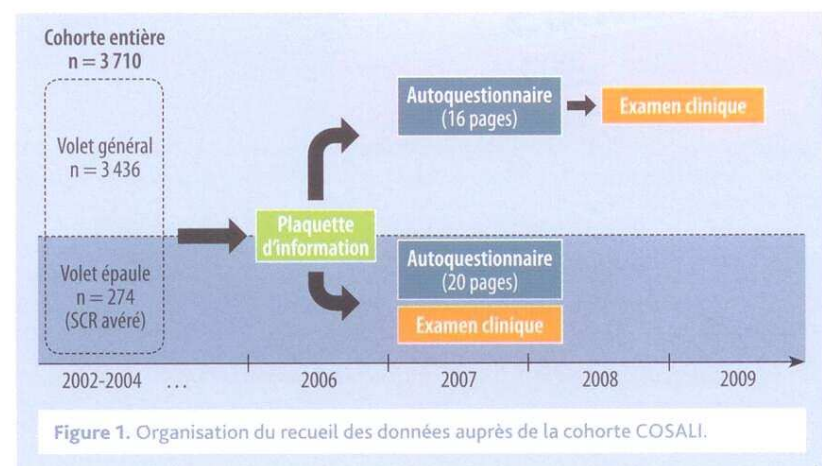 Cohorte entière
n = 3 710
Volet général
n = 3 436
Volet épaule
n = 274
(SCR avéré)
Plaquette
d'information
Autoquestionnaire
(16 pages)
Examen clinique
Autoquestionnaire
(20 pages)
Examen clinique
2002-2004 ... 2006 2007 2008 2009
Figure 1. Organisation du recueil des données auprès de la cohorte COSALI.